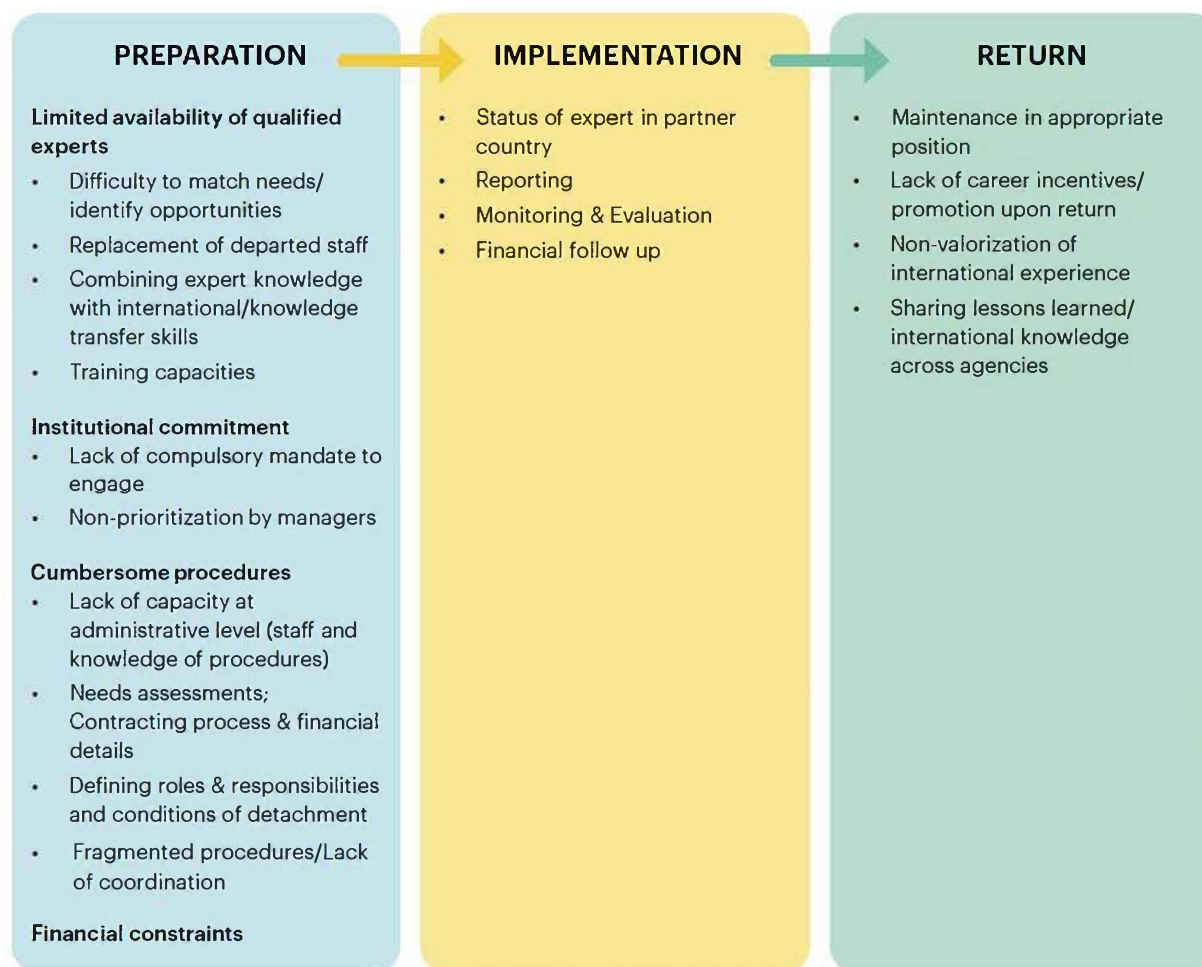 PREPARATION
Limited availability of qualified
experts
• Difficulty to match needs/
identify opportunities
• Replacement of departed staff
• Combining expert knowledge
with international/knowledge
transfer skills
• Training capacities
Institutional commitment
• Lack of compulsory mandate to
engage
• Non-prioritization by managers
Cumbersome procedures
• Lack of capacity at
administrative level (staff and
knowledge of procedures)
• Needs assessments;
Contracting process & financial
details
• Defining roles & responsibilities
and conditions of detachment
• Fragmented procedures/Lack
of coordination
Financial constraints
IMPLEMENTATION
• Status of expert in partner
country
• Reporting
• Monitoring & Evaluation
• Financial follow up
RETURN
• Maintenance in appropriate
position
• Lack of career incentives/
promotion upon return
• Non-valorization of
international experience
• Sharing lessons learned/
international knowledge
across agencies